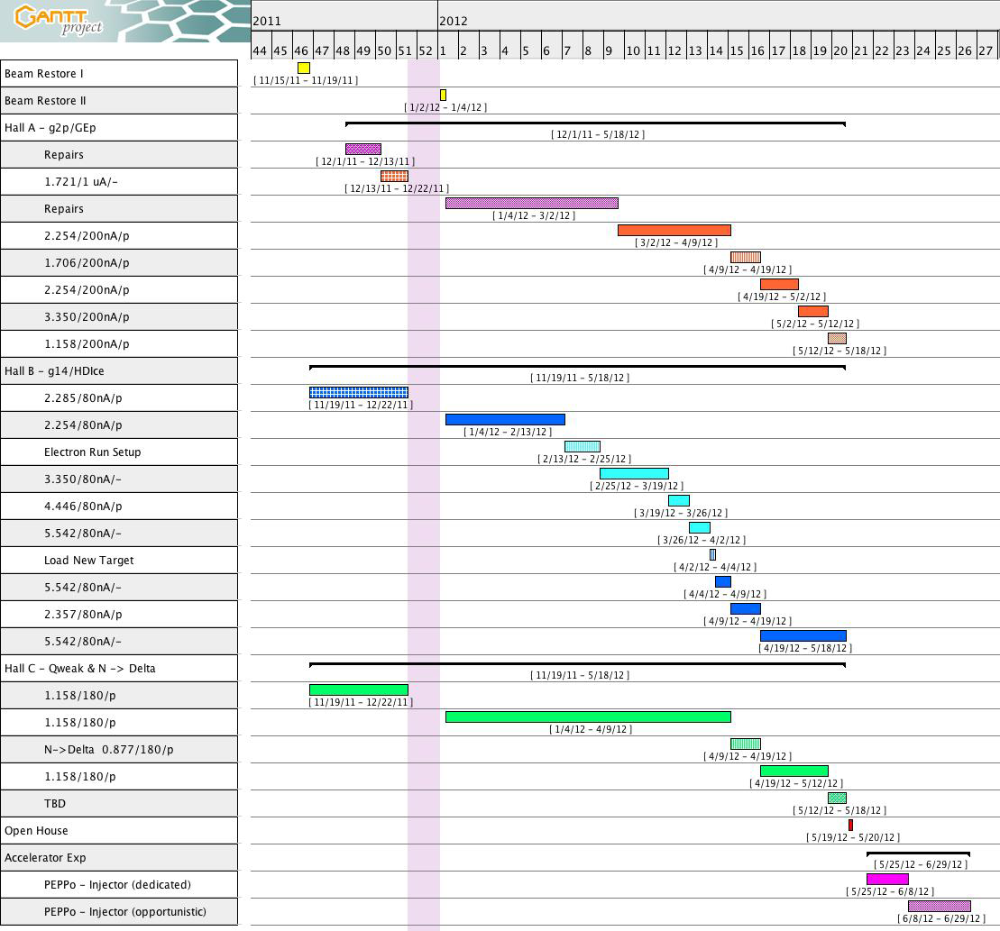 GANTT project
2011 2012
44 45 46 47 48 49 50 51 52 1 2 3 4 5 6 7 8 9 10 11 12 13 14 15 16 17 18 19 20 21 22 23 24 25 26 27
Beam Restore I
[ 11/15/11 - 11/19/11 ]
Beam Restore II
[ 1/2/12 - 1/4/12 ]
Hall A - g2p/GEp
[ 12/1/11 - 5/18/12 ]
Repairs
[ 12/1/11 - 12/13/11 ]
1.721/1 uA/-
[ 12/13/11 - 12/22/11 ]
Repairs
[ 1/4/12 - 3/2/12 ]
2.254/200nA/p
[ 3/2/12 - 4/9/12 ]
1.706/200nA/p
[ 4/9/12 - 4/19/12 ]
2.254/200nA/p
[ 4/19/12 - 5/2/12 ]
3.350/200nA/p
[ 5/2/12 - 5/12/12 ]
1.158/200nA/p
[ 5/12/12 - 5/18/12 ]
Hall B - g14/HDIce
[ 11/19/11 - 5/18/12 ]
2.285/80nA/p
[ 11/19/11 - 12/22/11 ]
2.254/80nA/p
[ 1/4/12 - 2/13/12 ]
Electron Run Setup
[ 2/13/12 - 2/25/12 ]
3.350/80nA/-
[ 2/25/12 - 3/19/12 ]
4.446/80nA/p
[ 3/19/12 - 3/26/12 ]
5.542/80nA/-
[ 3/26/12 - 4/2/12 ]
Load New Target
[ 4/2/12 - 4/4/12 ]
5.542/80nA/-
[ 4/4/12 - 4/9/12 ]
2.357/80nA/p
[ 4/9/12 - 4/19/12 ]
5.542/80nA/-
[ 4/19/12 - 5/18/12 ]
Hall C - Qweak & N -> Delta
[ 11/19/11 - 5/18/12 ]
1.158/180/p
[ 11/19/11 - 12/22/11 ]
1.158/180/p
[ 1/4/12 - 4/9/12 ]
N->Delta 0.877/180/p
[ 4/9/12 - 4/19/12 ]
1.158/180/p
[ 4/19/12 - 5/12/12 ]
TBD
[ 5/12/12 - 5/18/12 ]
Open House
[ 5/19/12 - 5/20/12 ]
Accelerator Exp
[ 5/25/12 - 6/29/12 ]
PEPPo - Injector (dedicated)
[ 5/25/12 - 6/8/12 ]
PEPPo - Injector (opportunistic)
[ 6/8/12 - 6/29/12 ]